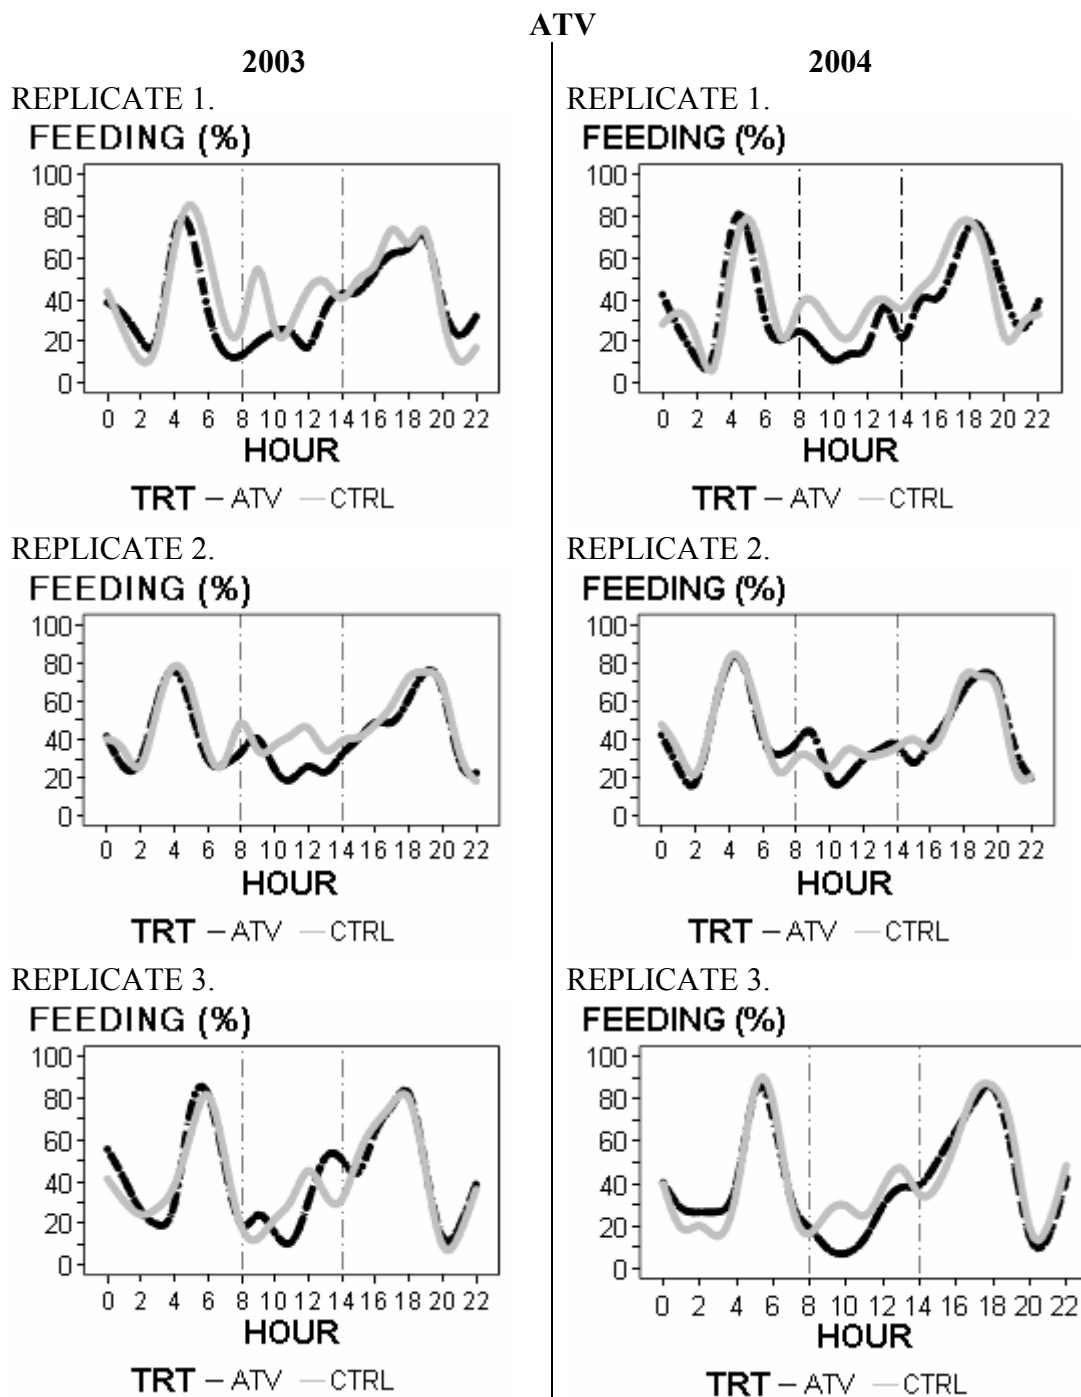 ATV
2003
REPLICATE 1.
FEEDING (%)
100
80
60
40
20
0
0 2 4 6 8 10 12 14 16 18 20 22
HOUR
TRT ATV CTRL
REPLICATE 2.
FEEDING (%)
100
80
60
40
20
0
0 2 4 6 8 10 12 14 16 18 20 22
HOUR
TRT ATV CTRL
REPLICATE 3.
FEEDING (%)
100
80
60
40
20
0
0 2 4 6 8 10 12 14 16 18 20 22
HOUR
TRT ATV CTRL
2004
REPLICATE 1.
FEEDING (%)
100
80
60
40
20
0
0 2 4 6 8 10 12 14 16 18 20 22
HOUR
TRT ATV CTRL
REPLICATE 2.
FEEDING (%)
100
80
60
40
20
0
0 2 4 6 8 10 12 14 16 18 20 22
HOUR
TRT ATV CTRL
REPLICATE 3.
FEEDING (%)
100
80
60
40
20
0
0 2 4 6 8 10 12 14 16 18 20 22
HOUR
TRT ATV CTRL